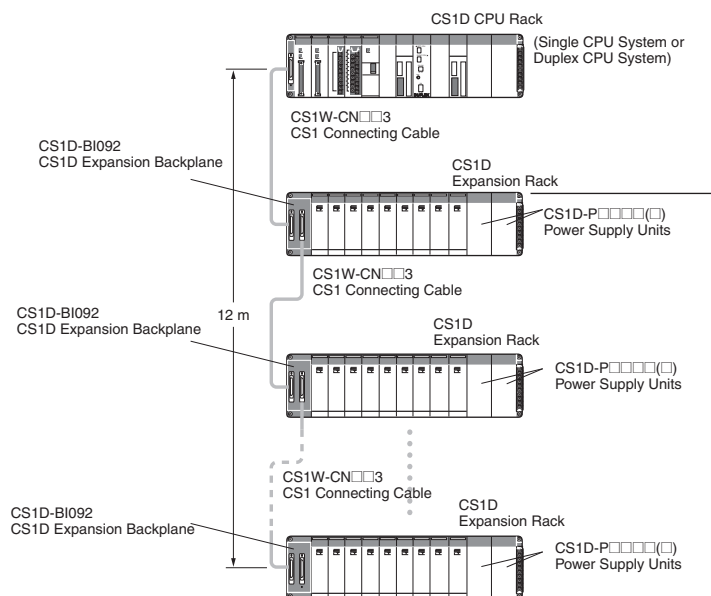 CS1D CPU Rack
(Single CPU System or
Duplex CPU System)
CS1W-CN□□3
CS1 Connecting Cable
CS1D-BI092
CS1D Expansion Backplane
CS1D
Expansion Rack
CS1D-P□□□□(□)
Power Supply Units
CS1W-CN□□3
CS1 Connecting Cable
CS1D-BI092
CS1D Expansion Backplane
12 m
CS1D
Expansion Rack
CS1D-P□□□□(□)
Power Supply Units
CS1W-CN□□3
CS1 Connecting Cable
CS1D-BI092
CS1D Expansion Backplane
CS1D
Expansion Rack
CS1D-P□□□□(□)
Power Supply Units